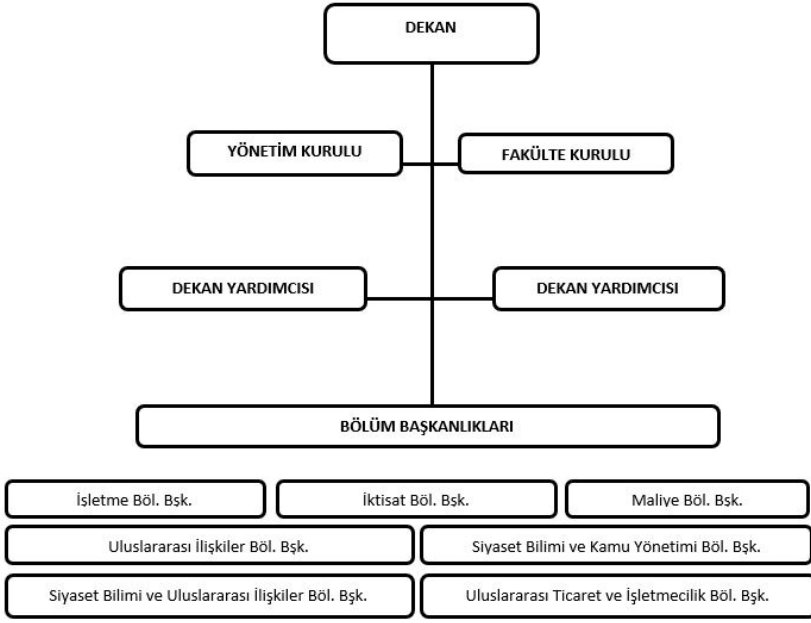 DEKAN
YÖNETİM KURULU
FAKÜLTE KURULU
DEKAN YARDIMCISI
DEKAN YARDIMCISI
BÖLÜM BAŞKANLIKLARI
İşletme Böl. Bşk.
İktisat Böl. Bşk.
Maliye Böl. Bşk.
Uluslararası İlişkiler Böl. Bşk.
Siyaset Bilimi ve Kamu Yönetimi Böl. Bşk.
Siyaset Bilimi ve Uluslararası İlişkiler Böl. Bşk.
Uluslararası Ticaret ve İşletmecilik Böl. Bşk.